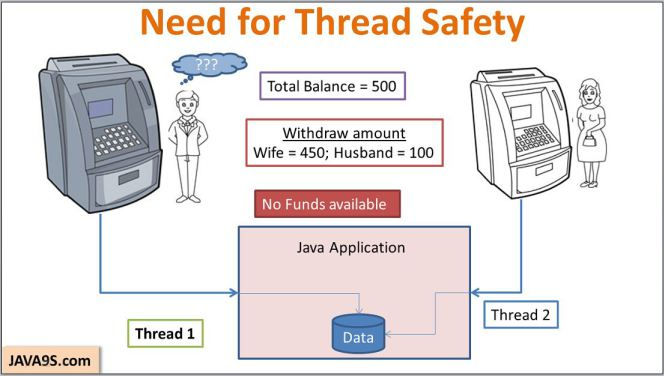 Need for Thread Safety
???
Total Balance = 500
Withdraw amount
Wife = 450; Husband = 100
No Funds available
Java Application
Data
Thread 1
Thread 2
JAVA9S.com